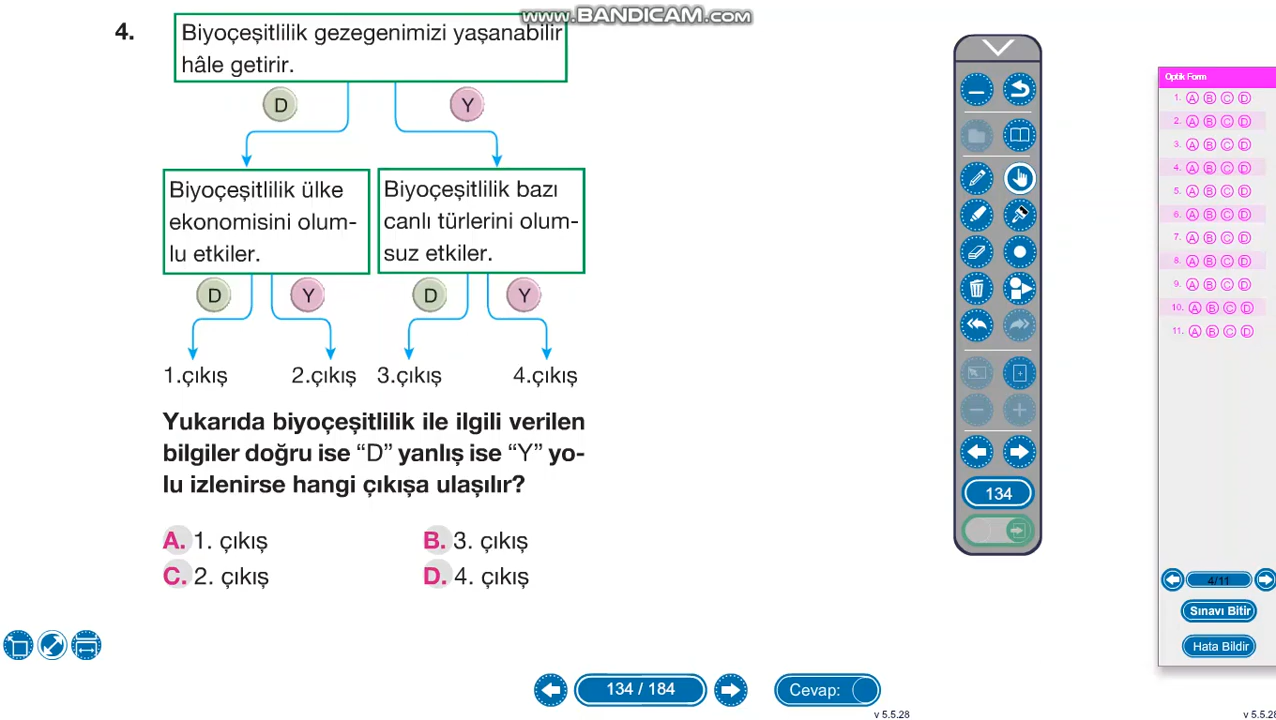 www.BANDICAM.com
4.
Biyoçeşitlilik gezegenimizi yaşanabilir
hâle getirir.
D
Y
Biyoçeşitlilik ülke
ekonomisini olum-
lu etkiler.
Biyoçeşitlilik bazı
canlı türlerini olum-
suz etkiler.
D
Y
D
Y
1.çıkış
2.çıkış
3.çıkış
4.çıkış
Yukarıda biyoçeşitlilik ile ilgili verilen
bilgiler doğru ise “D” yanlış ise “Y” yo-
lu izlenirse hangi çıkışa ulaşılır?
A. 1. çıkış
B. 3. çıkış
C. 2. çıkış
D. 4. çıkış
134
Optik Form
1. A B C D
2. A B C D
3. A B C D
4. A B C D
5. A B C D
6. A B C D
7. A B C D
8. A B C D
9. A B C D
10. A B C D
11. A B C D
4/11
Sınavı Bitir
Hata Bildir
134 / 184
Cevap:
v 5.5.28
v 5.5.28